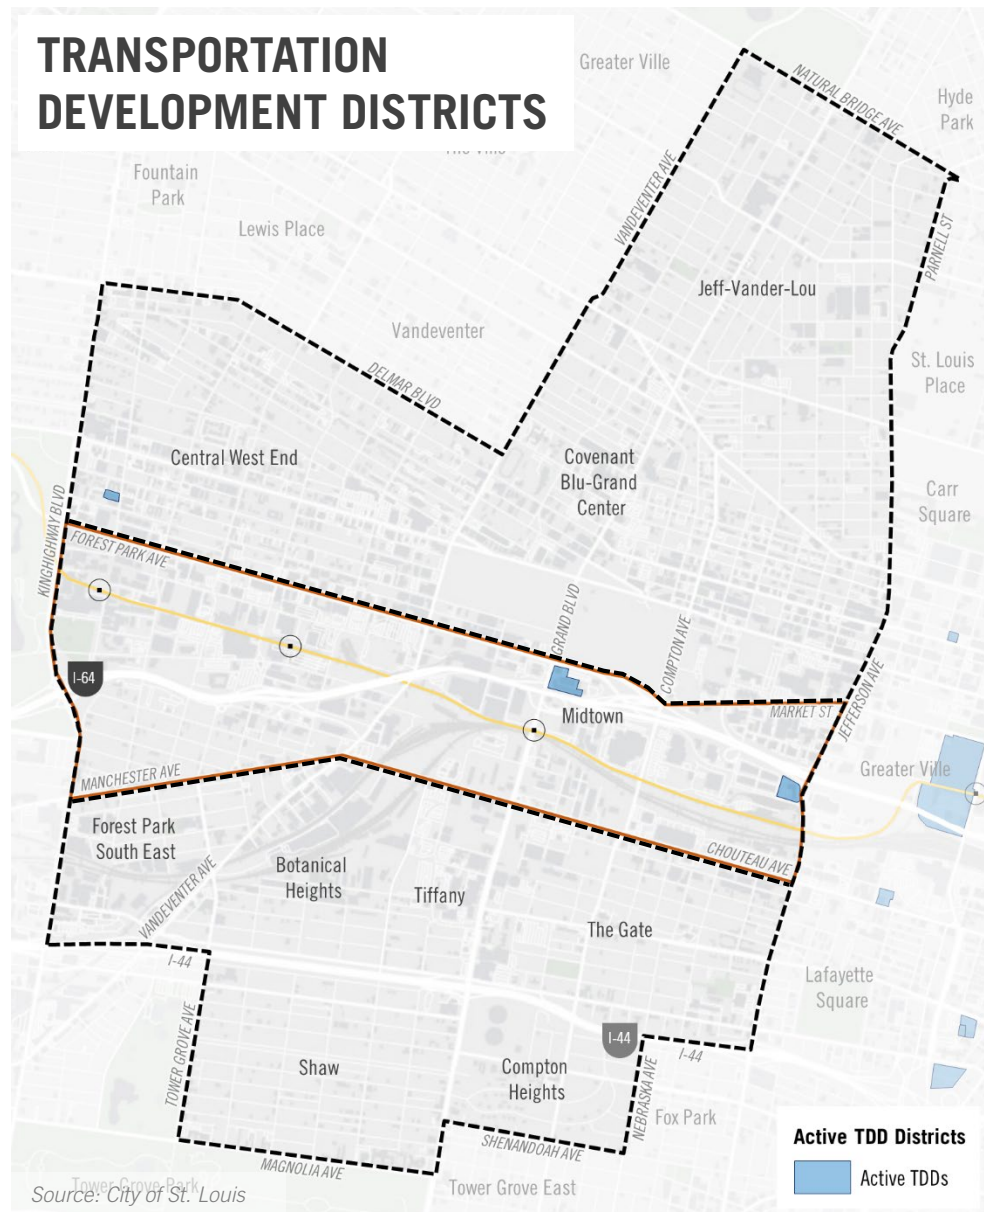 TRANSPORTATION
DEVELOPMENT DISTRICTS
Greater Ville
NATURAL BRIDGE AVE
Hyde
Park
Fountain
Park
VANDEVENTER AVE
Lewis Place
PARNELL ST
Jeff-Vander-Lou
Vandeventer
St. Louis
Place
DELMAR BLVD
Central West End
Covenant
Blu-Grand
Center
Carr
Square
KINGHIGHWAY BLVD
FOREST PARK AVE
GRAND BLVD
COMPTON AVE
I-64
Midtown
MARKET ST
JEFFERSON AVE
Greater Ville
MANCHESTER AVE
Forest Park
South East
CHOUTEAU AVE
Botanical
Heights
Tiffany
VANDEVENTER AVE
The Gate
I-44
Lafayette
Square
TOWER GROVE AVE
I-44
I-44
Shaw
Compton
Heights
NEBRASKA AVE
Fox Park
SHENANDOAH AVE
MAGNOLIA AVE
Tower Grove Park
Tower Grove East
Source: City of St. Louis
Active TDD Districts
Active TDDs